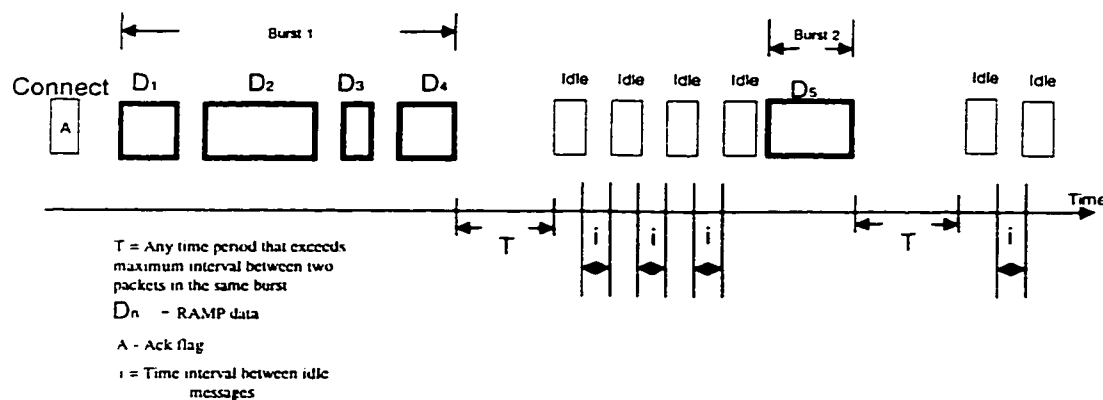 Burst 1
Burst 2
Connect D1 D2 D3 D4 Idle Idle Idle Idle D5 Idle Idle
A
Time
T i i i T i
T = Any time period that exceeds
maximum interval between two
packets in the same burst
Dn - RAMP data
A - Ack flag
i = Time interval between idle
messages